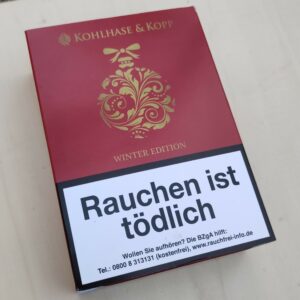 KOHLHASE & KOPP
WINTER EDITION
Rauchen ist
tödlich
Wollen Sie aufhören? Die BZgA hilft:
Tel.: 0800 8 313131 (kostenfrei), www.rauchfrei-info.de